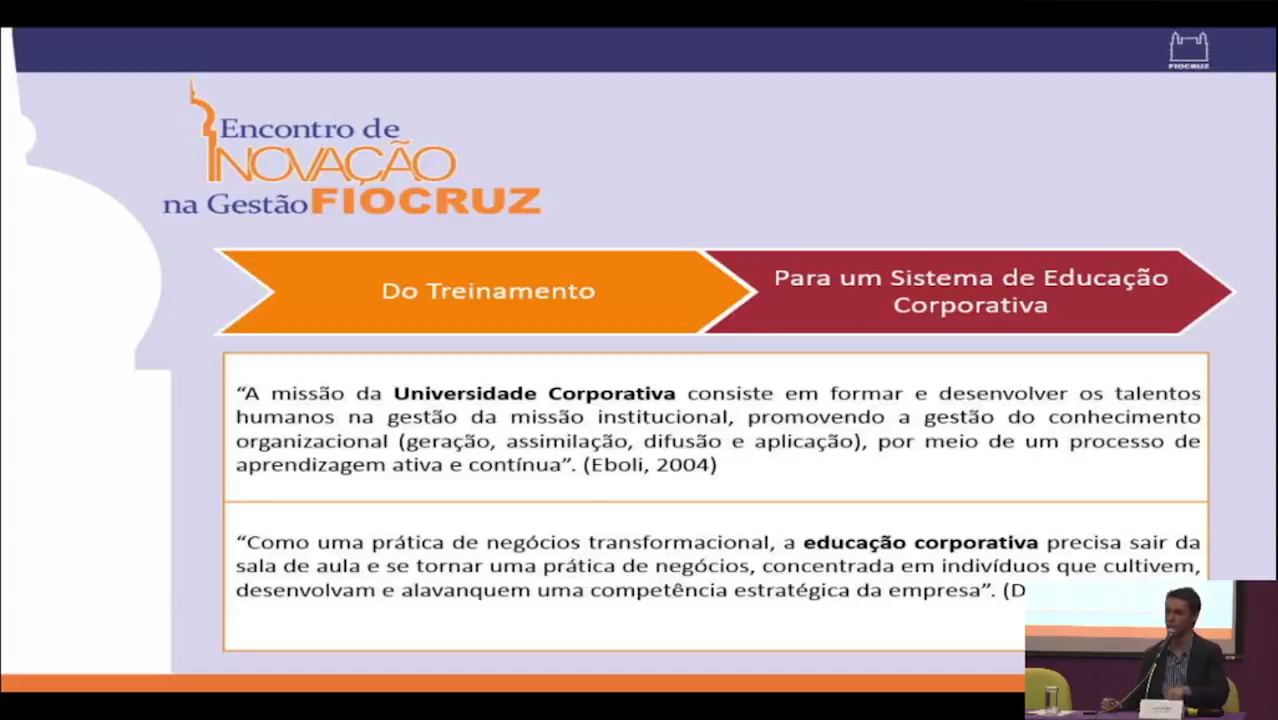 FIOCRUZ
Encontro de
INOVAÇÃO
na Gestão FIOCRUZ
Do Treinamento
Para um Sistema de Educação
Corporativa
“A missão da Universidade Corporativa consiste em formar e desenvolver os talentos
humanos na gestão da missão institucional, promovendo a gestão do conhecimento
organizacional (geração, assimilação, difusão e aplicação), por meio de um processo de
aprendizagem ativa e contínua”. (Eboli, 2004)
“Como uma prática de negócios transformacional, a educação corporativa precisa sair da
sala de aula e se tornar uma prática de negócios, concentrada em indivíduos que cultivem,
desenvolvam e alavanquem uma competência estratégica da empresa”. (D